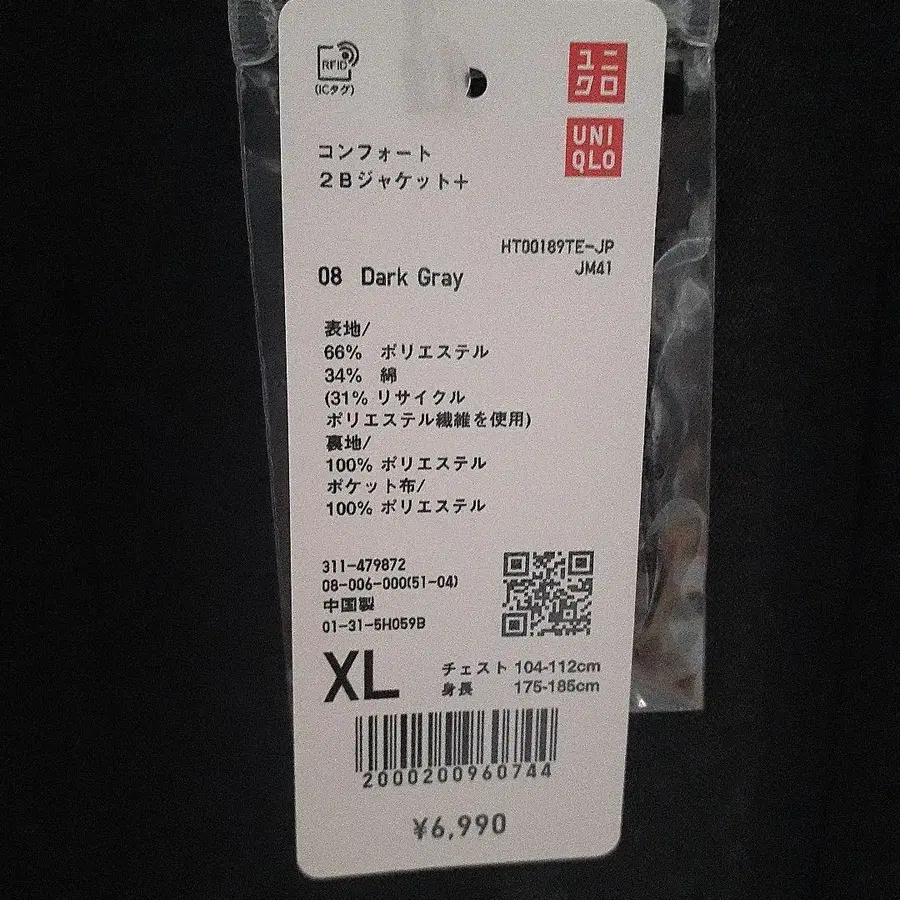 RFID
(ICタグ)
ユニ
クロ
UNI
QLO
コンフォート
2Bジャケット+
HT00189TE-JP
JM41
08 Dark Gray
表地/
66% ポリエステル
34% 綿
(31% リサイクル
ポリエステル繊維を使用)
裏地/
100% ポリエステル
ポケット布/
100% ポリエステル
311-479872
08-006-000(51-04)
中国製
01-31-5H059B
XL
チェスト 104-112cm
身長 175-185cm
2000200960744
¥6,990